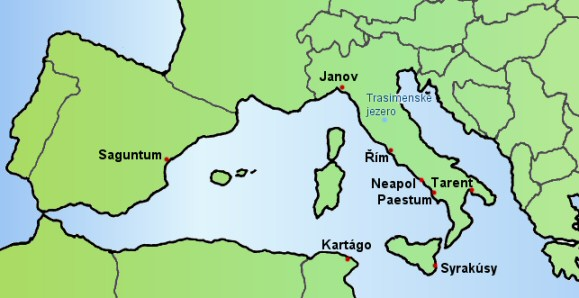 Janov
Trasimenské
jezero
Saguntum
Řím
Neapol
Tarent
Paestum
Kartágo
Syrakúsy